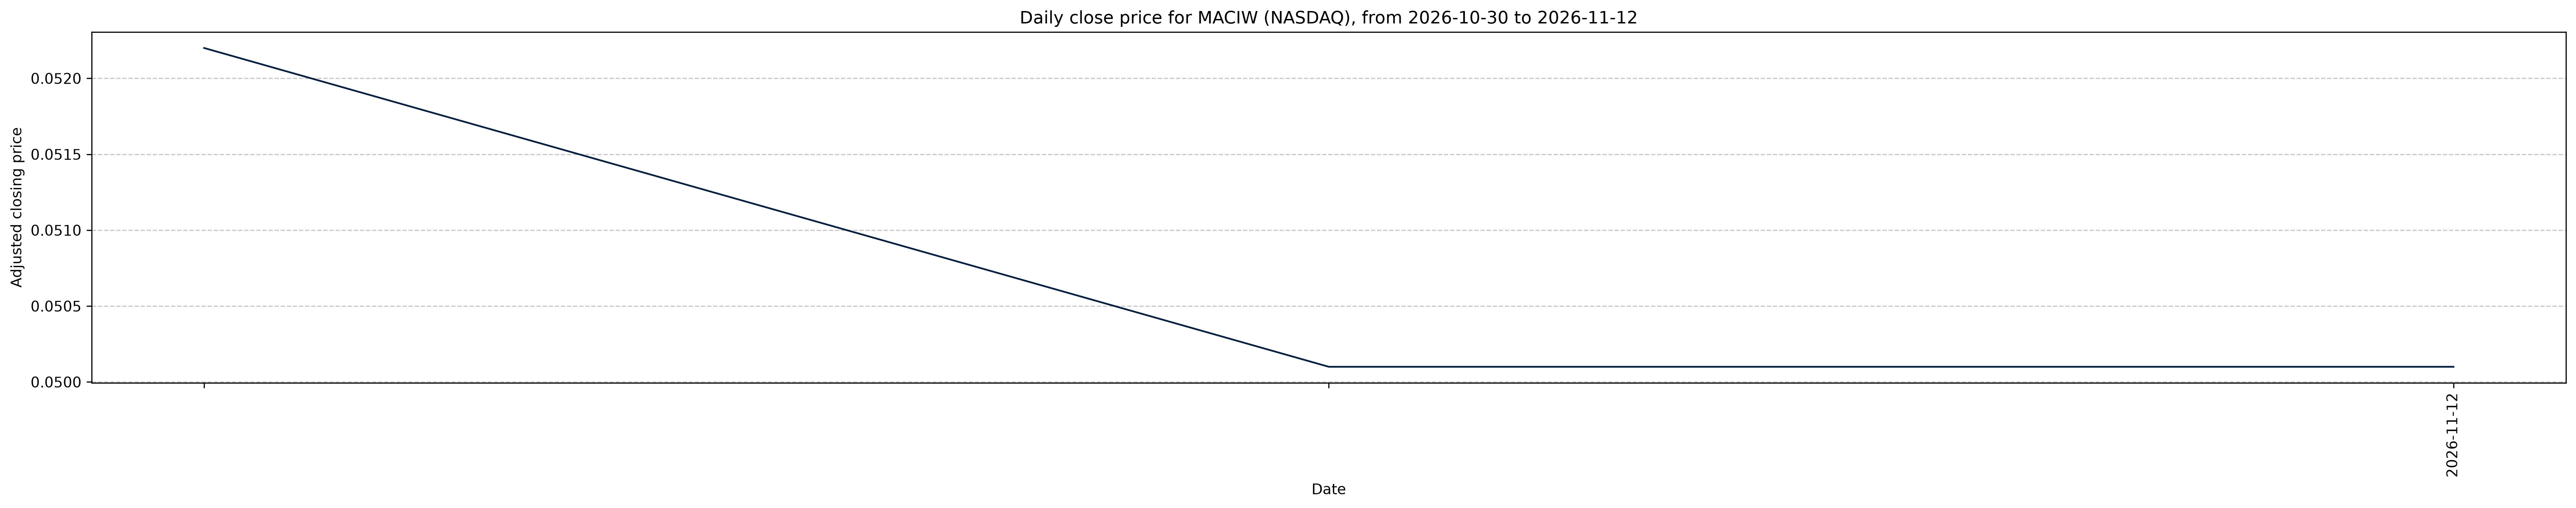 Daily close price for MACIW (NASDAQ), from 2026-10-30 to 2026-11-12
Adjusted closing price
0.0520
0.0515
0.0510
0.0505
0.0500
2026-11-12
Date